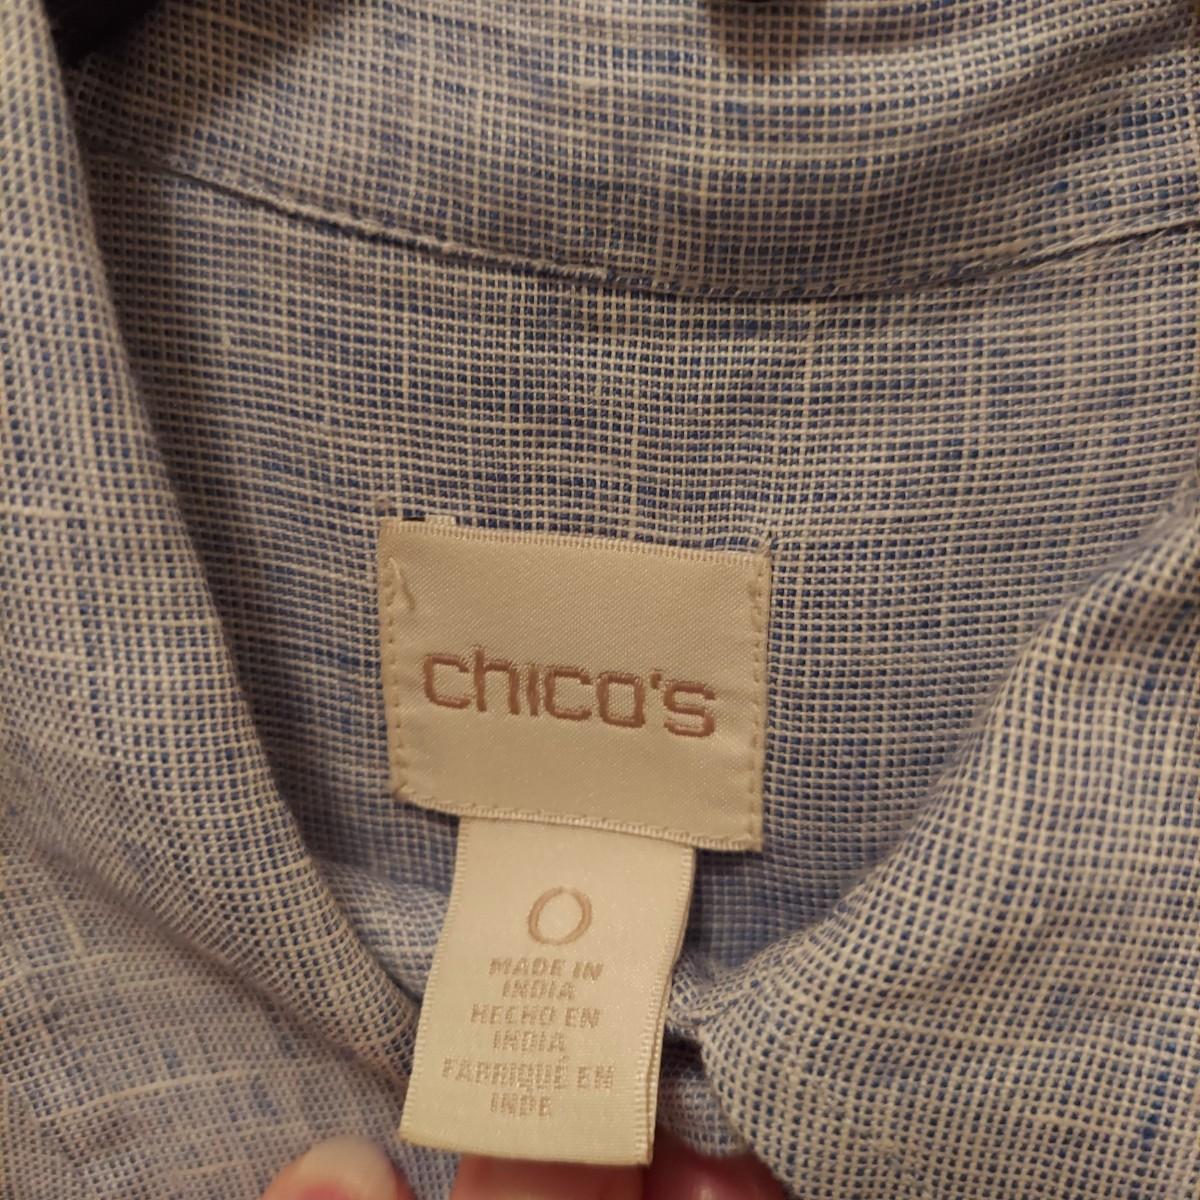 chico's
0
MADE IN
INDIA
HECHO EN
INDIA
FABRIQUÉ EN
INDE